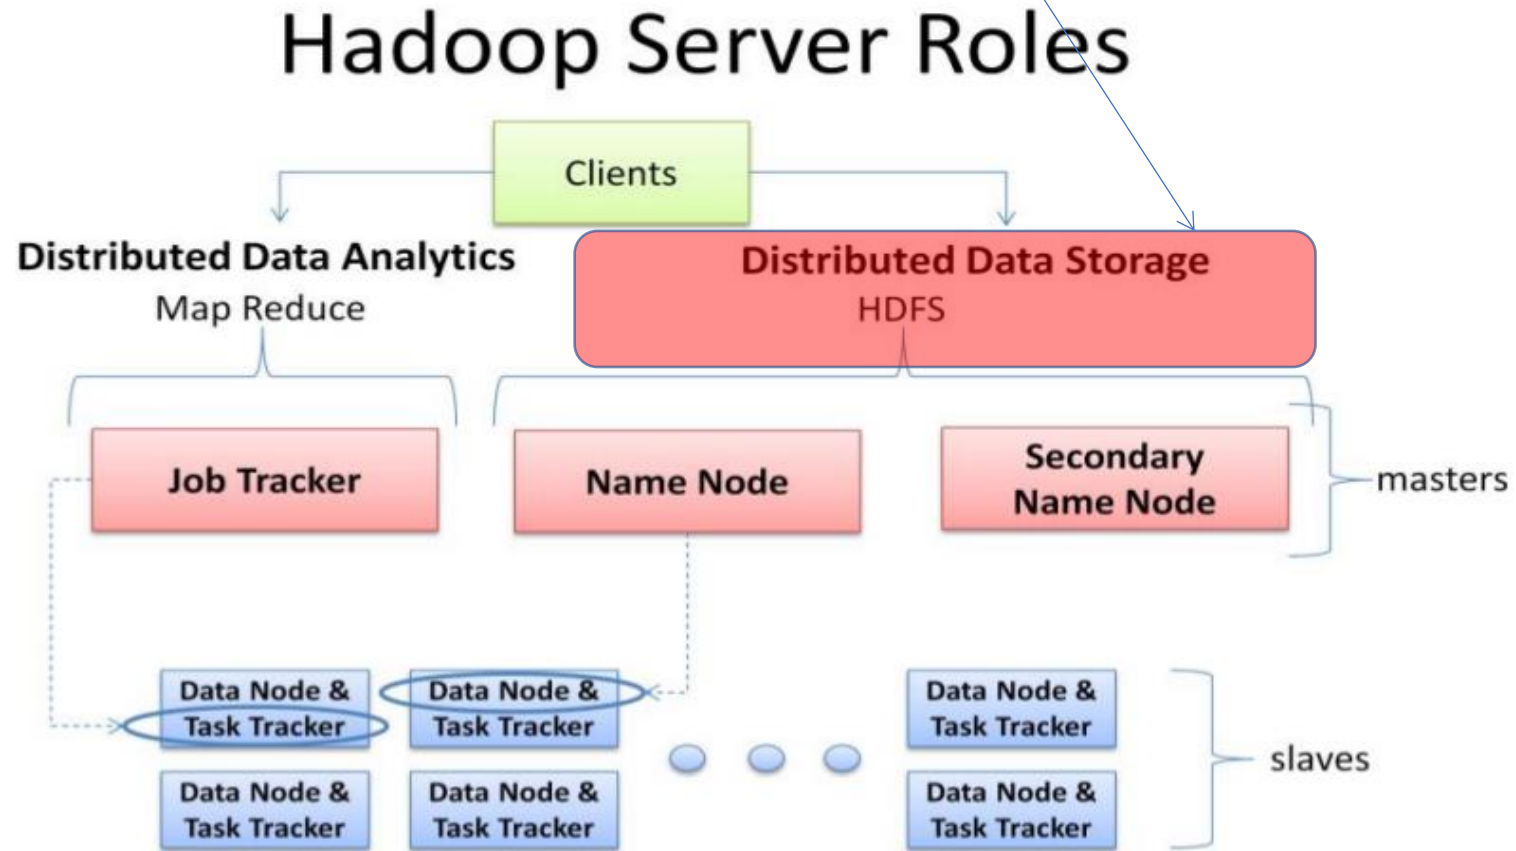 Hadoop Server Roles
Clients
Distributed Data Analytics
Map Reduce
Distributed Data Storage
HDFS
Job Tracker
Name Node
Secondary
Name Node
masters
Data Node &
Task Tracker
Data Node &
Task Tracker
Data Node &
Task Tracker
Data Node &
Task Tracker
Data Node &
Task Tracker
Data Node &
Task Tracker
slaves